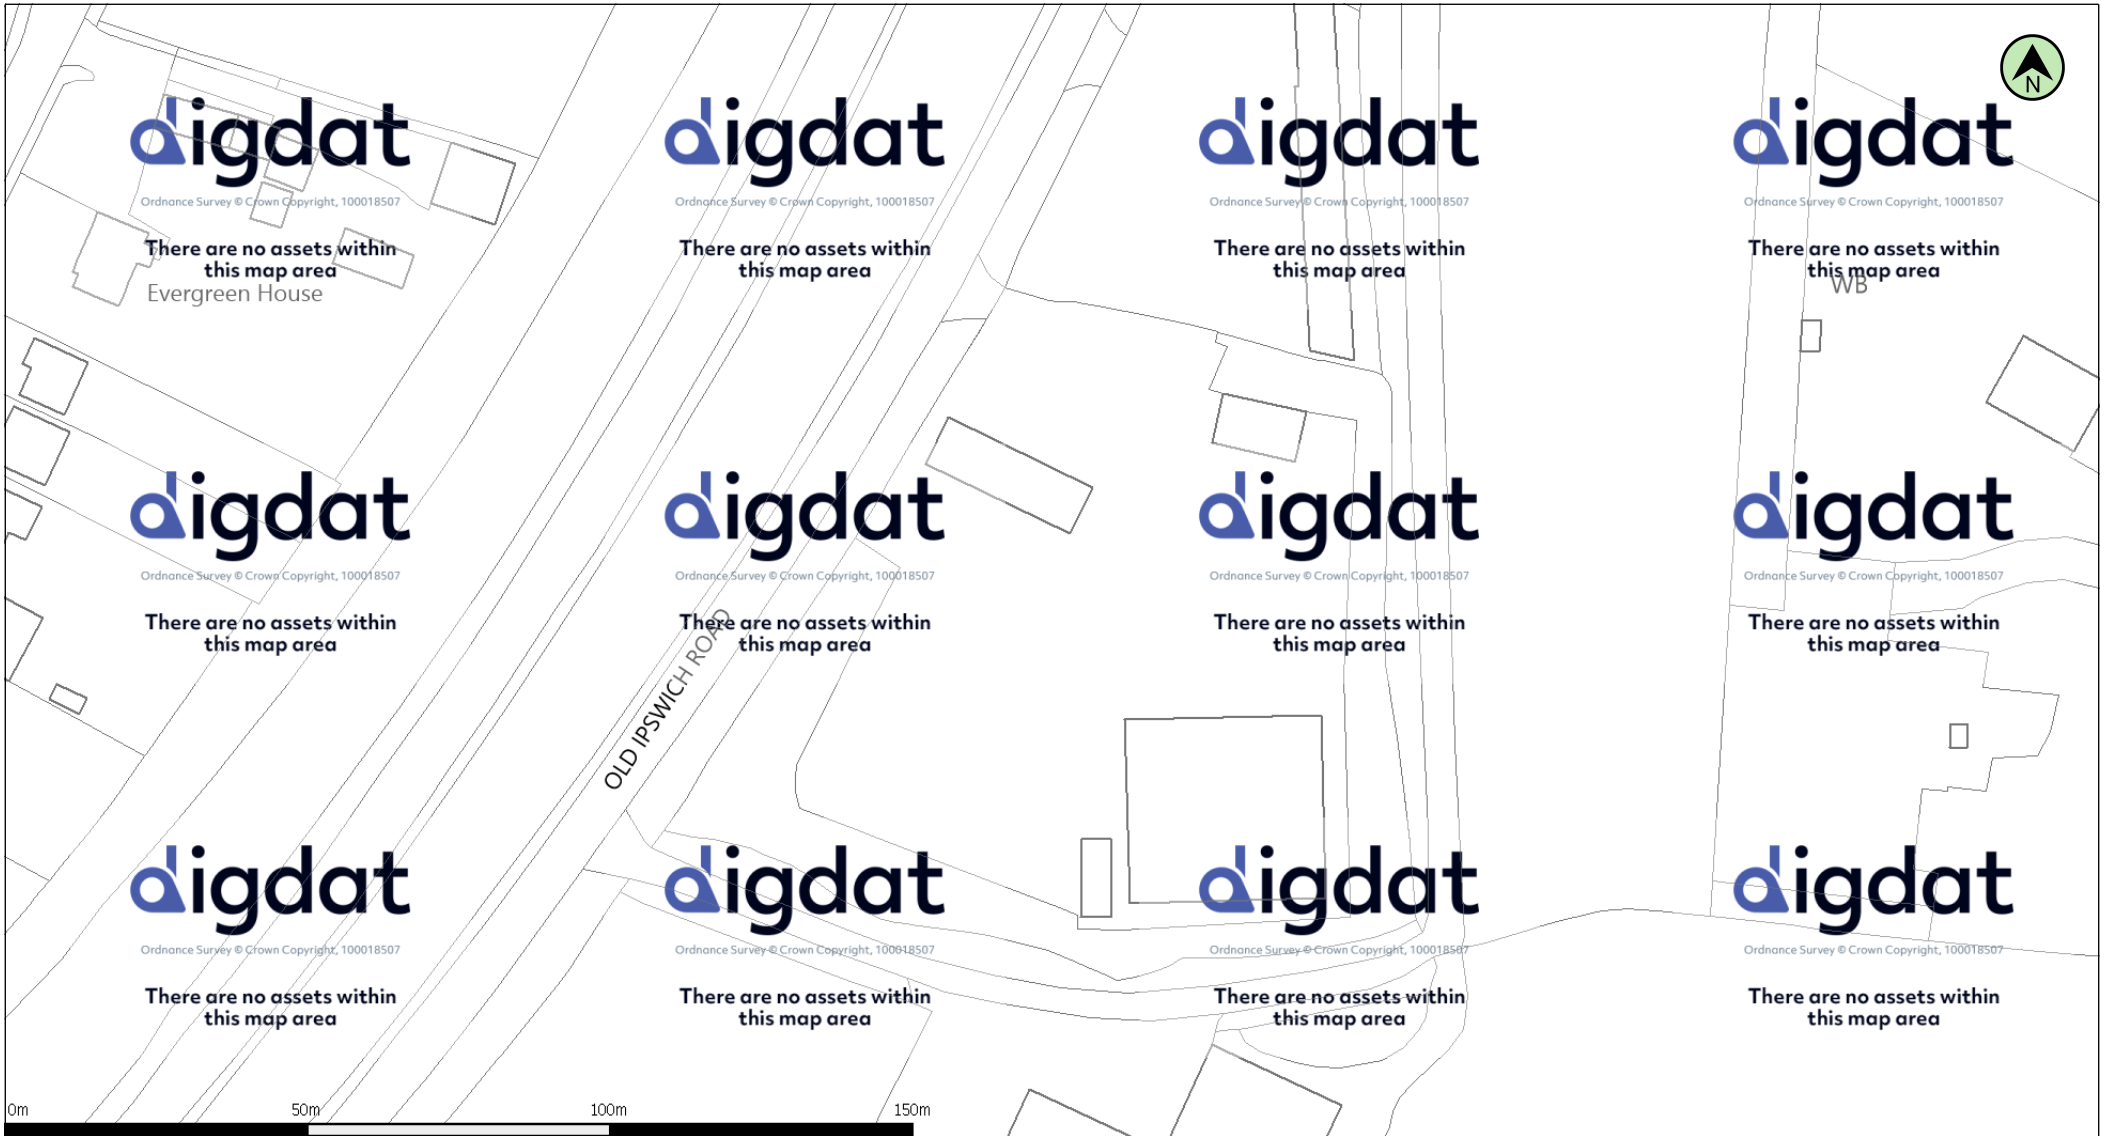 N
digdat digdat digdat digdat
Ordnance Survey © Crown Copyright, 100018507 Ordnance Survey © Crown Copyright, 100018507 Ordnance Survey © Crown Copyright, 100018507 Ordnance Survey © Crown Copyright, 100018507
There are no assets within There are no assets within There are no assets within There are no assets within
this map area this map area this map area this map area
Evergreen House
WB
digdat digdat digdat digdat
Ordnance Survey © Crown Copyright, 100018507 Ordnance Survey © Crown Copyright, 100018507 Ordnance Survey © Crown Copyright, 100018507 Ordnance Survey © Crown Copyright, 100018507
There are no assets within There are no assets within There are no assets within There are no assets within
this map area this map area this map area this map area
OLD IPSWICH ROAD
digdat digdat digdat digdat
Ordnance Survey © Crown Copyright, 100018507 Ordnance Survey © Crown Copyright, 100018507 Ordnance Survey © Crown Copyright, 100018507 Ordnance Survey © Crown Copyright, 100018507
There are no assets within There are no assets within There are no assets within There are no assets within
this map area this map area this map area this map area
0m 50m 100m 150m